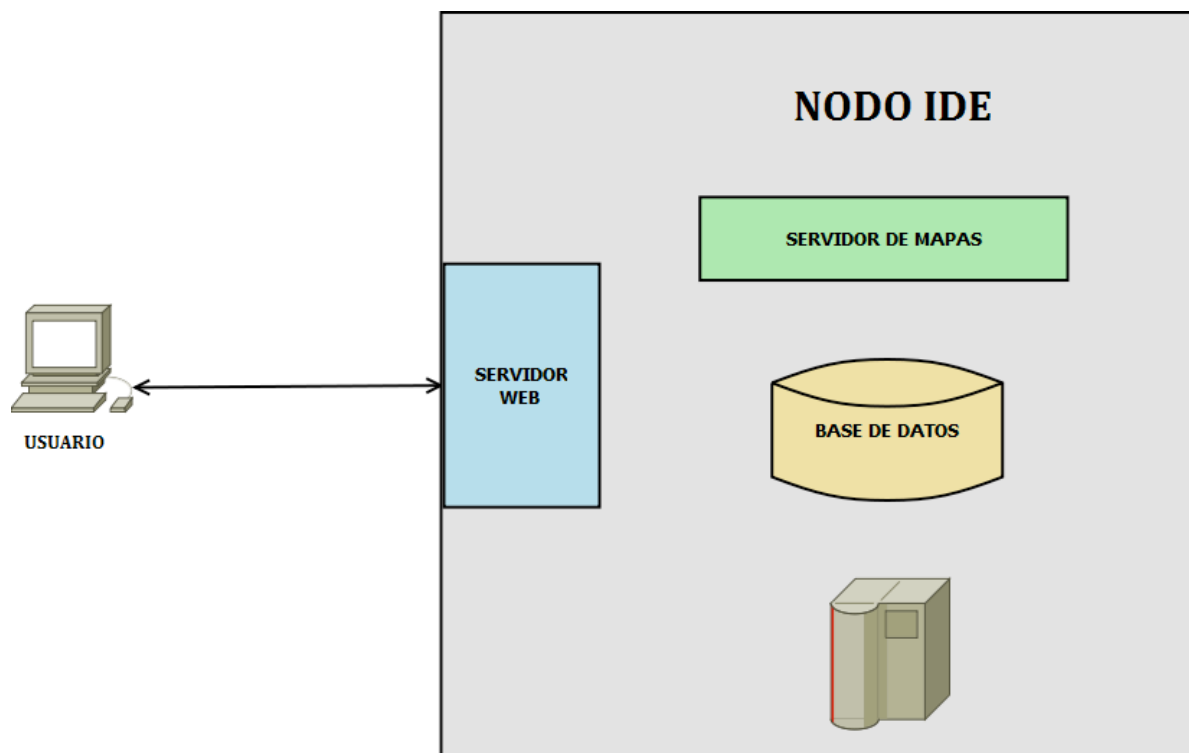 NODO IDE
SERVIDOR DE MAPAS
SERVIDOR
WEB
BASE DE DATOS
USUARIO